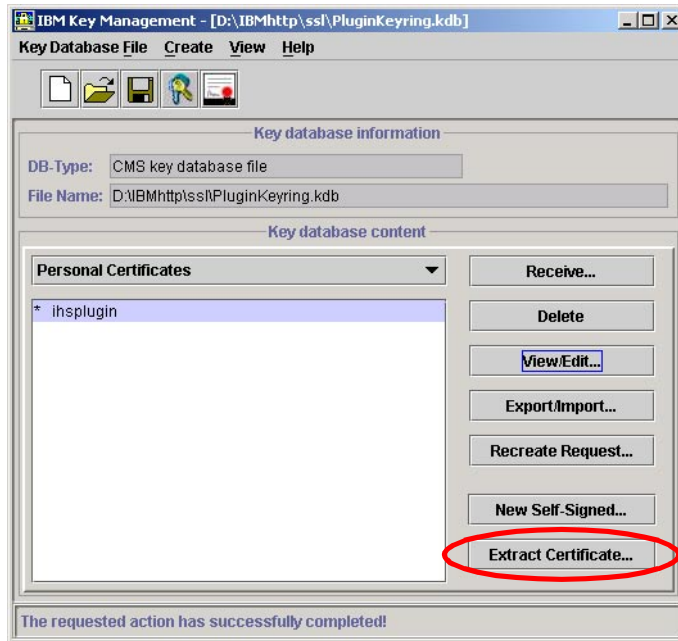 IBM Key Management - [D:\IBMhttp\ssl\PluginKeyring.kdb]
Key Database File Create View Help
Key database information
DB-Type: CMS key database file
File Name: D:\IBMhttp\ssl\PluginKeyring.kdb
Key database content
Personal Certificates
Receive...
* ihsplugin
Delete
View/Edit...
Export/Import...
Recreate Request...
New Self-Signed...
Extract Certificate...
The requested action has successfully completed!